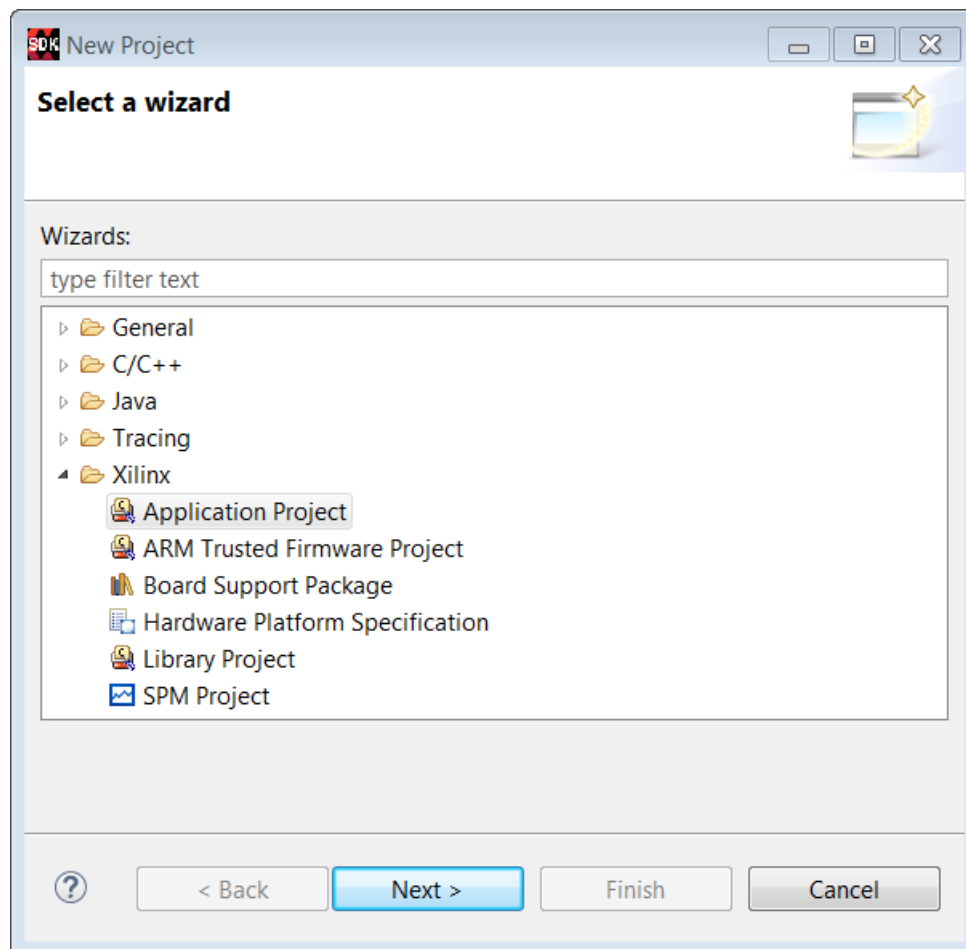 SDK New Project
Select a wizard
Wizards:
type filter text
General
C/C++
Java
Tracing
Xilinx
Application Project
ARM Trusted Firmware Project
Board Support Package
Hardware Platform Specification
Library Project
SPM Project
? < Back Next > Finish Cancel